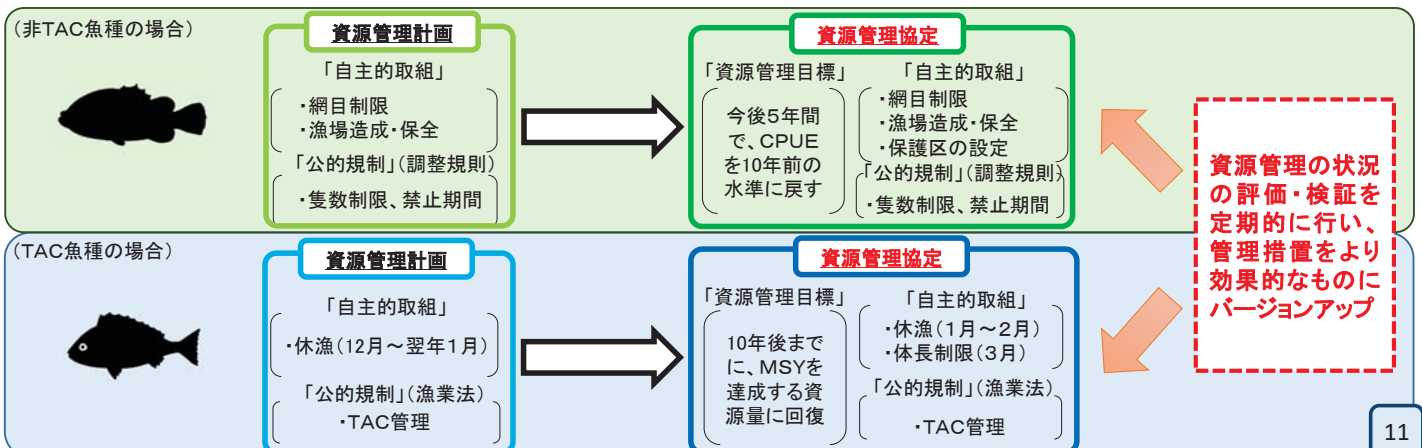 (非TAC魚種の場合)
資源管理計画
「自主的取組」
・網目制限
・漁場造成・保全
「公的規制」(調整規則)
・隻数制限、禁止期間
資源管理協定
「資源管理目標」
今後5年間
で、CPUE
を10年前の
水準に戻す
「自主的取組」
・網目制限
・漁場造成・保全
・保護区の設定
「公的規制」(調整規則)
・隻数制限、禁止期間
資源管理の状況
の評価・検証を
定期的に行い、
管理措置をより
効果的なものに
バージョンアップ
(TAC魚種の場合)
資源管理計画
「自主的取組」
・休漁(12月~翌年1月)
「公的規制」(漁業法)
・TAC管理
資源管理協定
「資源管理目標」
10年後まで
に、MSYを
達成する資
源量に回復
「自主的取組」
・休漁(1月~2月)
・体長制限(3月)
「公的規制」(漁業法)
・TAC管理
11